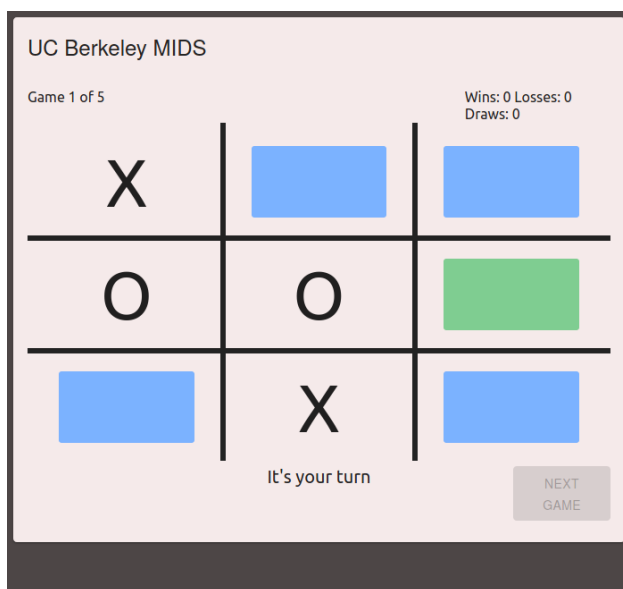 UC Berkeley MIDS
Game 1 of 5
Wins: 0 Losses: 0
Draws: 0
X
O O
X
It's your turn
NEXT
GAME